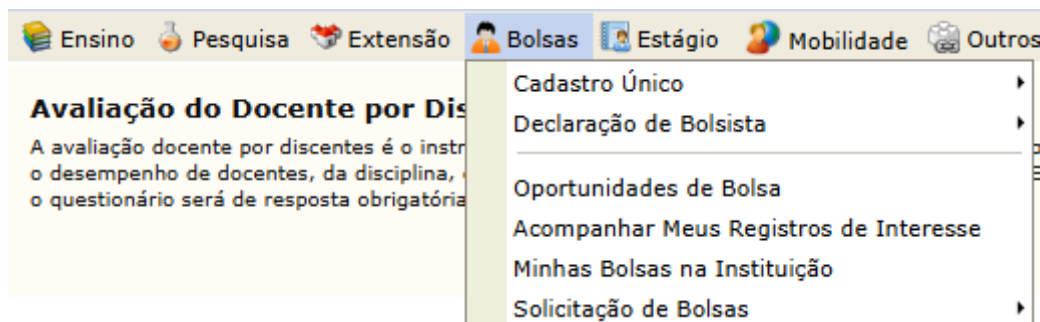 Ensino Pesquisa Extensão Bolsas Estágio Mobilidade Outros
Avaliação do Docente por Dis
A avaliação docente por discentes é o instr
o desempenho de docentes, da disciplina,
o questionário será de resposta obrigatória
Cadastro Único
Declaração de Bolsista
Oportunidades de Bolsa
Acompanhar Meus Registros de Interesse
Minhas Bolsas na Instituição
Solicitação de Bolsas